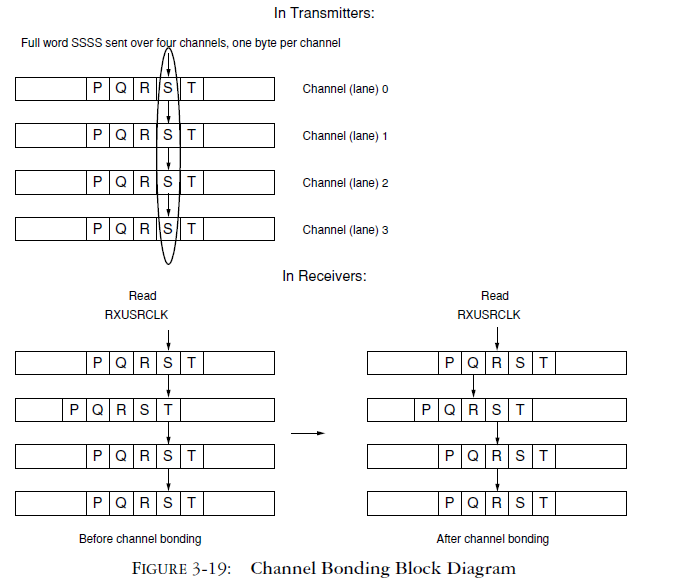 In Transmitters:
Full word SSSS sent over four channels, one byte per channel
P Q R S T Channel (lane) 0
P Q R S T Channel (lane) 1
P Q R S T Channel (lane) 2
P Q R S T Channel (lane) 3
In Receivers:
Read Read
RXUSRCLK RXUSRCLK
P Q R S T P Q R S T
P Q R S T P Q R S T
P Q R S T P Q R S T
P Q R S T P Q R S T
Before channel bonding After channel bonding
FIGURE 3-19: Channel Bonding Block Diagram